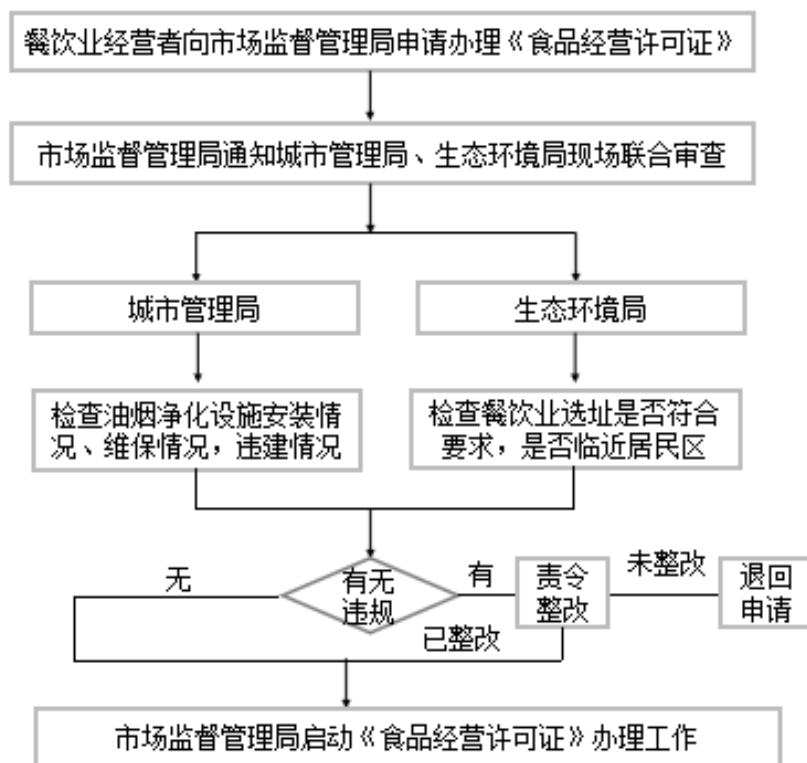 餐饮业经营者向市场监督管理局申请办理《食品经营许可证》
市场监督管理局通知城市管理局、生态环境局现场联合审查
城市管理局
生态环境局
检查油烟净化设施安装情
况、维保情况，违建情况
检查餐饮业选址是否符合
要求，是否临近居民区
无
有无
违规
有
责令
整改
未整改
退回
申请
已整改
市场监督管理局启动《食品经营许可证》办理工作